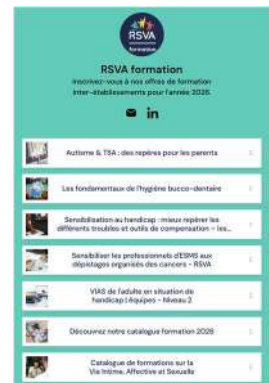 RSVA
formation
RSVA formation
Inscrivez-vous à nos offres de formation
inter-établissements pour l'année 2026.
in
Autisme & TSA : des repères pour les parents
Les fondamentaux de l'hygiène bucco-dentaire
Sensibilisation au handicap : mieux repérer les
différents troubles et outils de compensation - les...
Sensibiliser les professionnels d'ESMS aux
dépistages organisés des cancers - RSVA
VIAS de l'adulte en situation de
handicap | Équipes - Niveau 2
Découvrez notre catalogue formation 2026
Catalogue de formations sur la
Vie Intime, Affective et Sexuelle